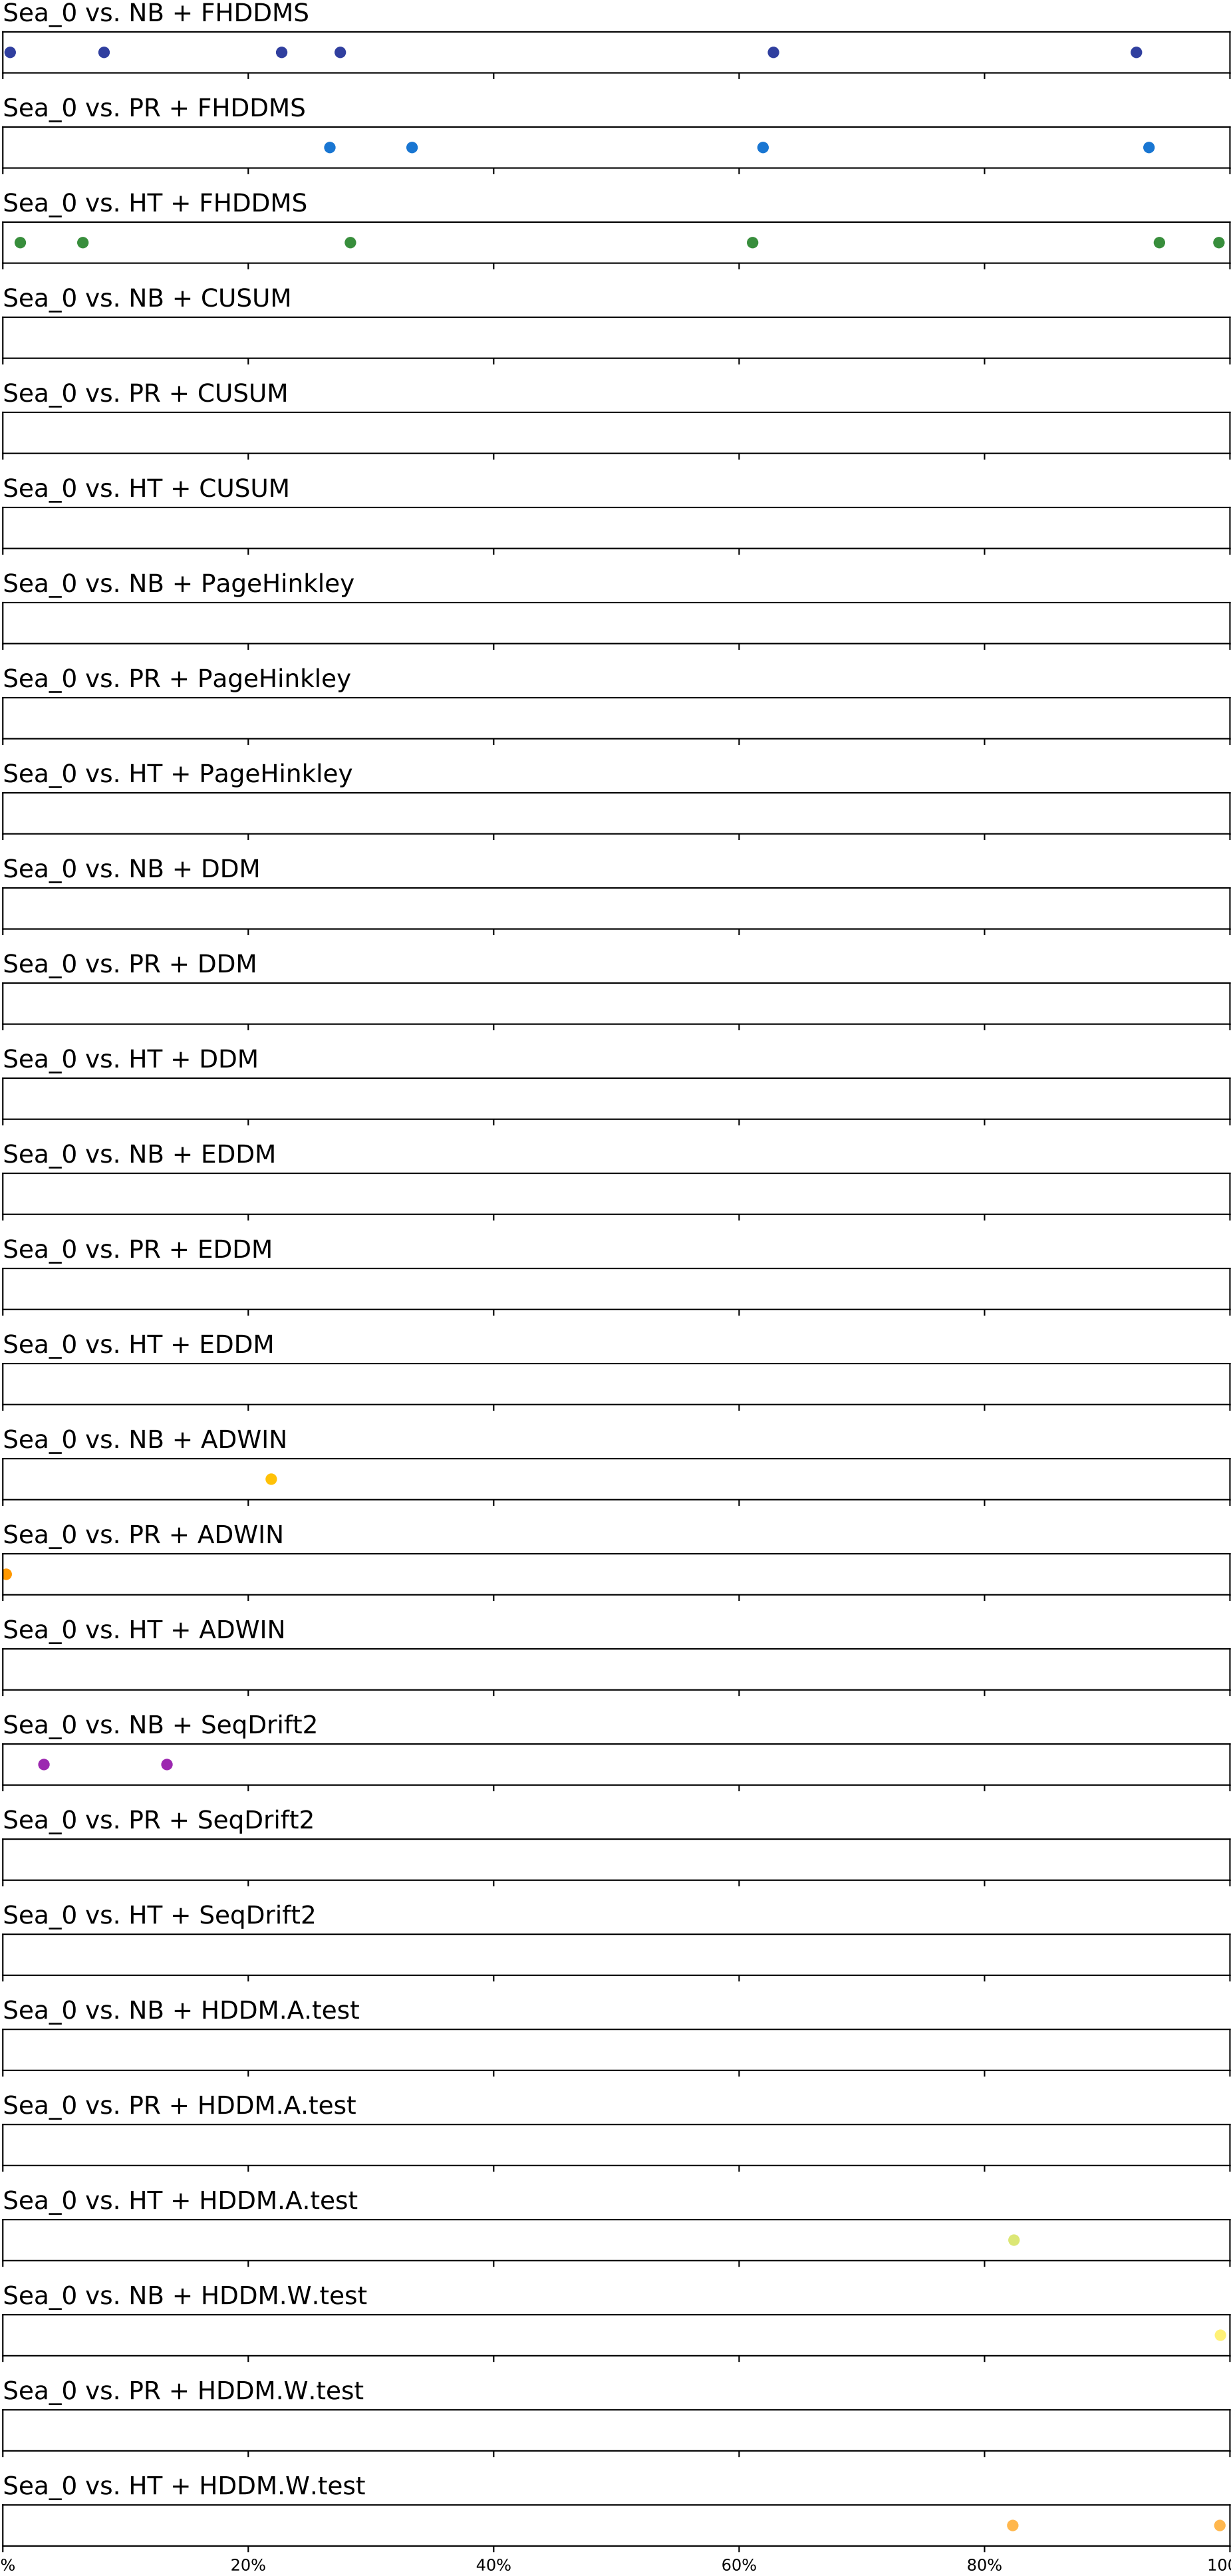 Sea_0 vs. NB + FHDDMS
Sea_0 vs. PR + FHDDMS
Sea_0 vs. HT + FHDDMS
Sea_0 vs. NB + CUSUM
Sea_0 vs. PR + CUSUM
Sea_0 vs. HT + CUSUM
Sea_0 vs. NB + PageHinkley
Sea_0 vs. PR + PageHinkley
Sea_0 vs. HT + PageHinkley
Sea_0 vs. NB + DDM
Sea_0 vs. PR + DDM
Sea_0 vs. HT + DDM
Sea_0 vs. NB + EDDM
Sea_0 vs. PR + EDDM
Sea_0 vs. HT + EDDM
Sea_0 vs. NB + ADWIN
Sea_0 vs. PR + ADWIN
Sea_0 vs. HT + ADWIN
Sea_0 vs. NB + SeqDrift2
Sea_0 vs. PR + SeqDrift2
Sea_0 vs. HT + SeqDrift2
Sea_0 vs. NB + HDDM.A.test
Sea_0 vs. PR + HDDM.A.test
Sea_0 vs. HT + HDDM.A.test
Sea_0 vs. NB + HDDM.W.test
Sea_0 vs. PR + HDDM.W.test
Sea_0 vs. HT + HDDM.W.test
% 20% 40% 60% 80% 100